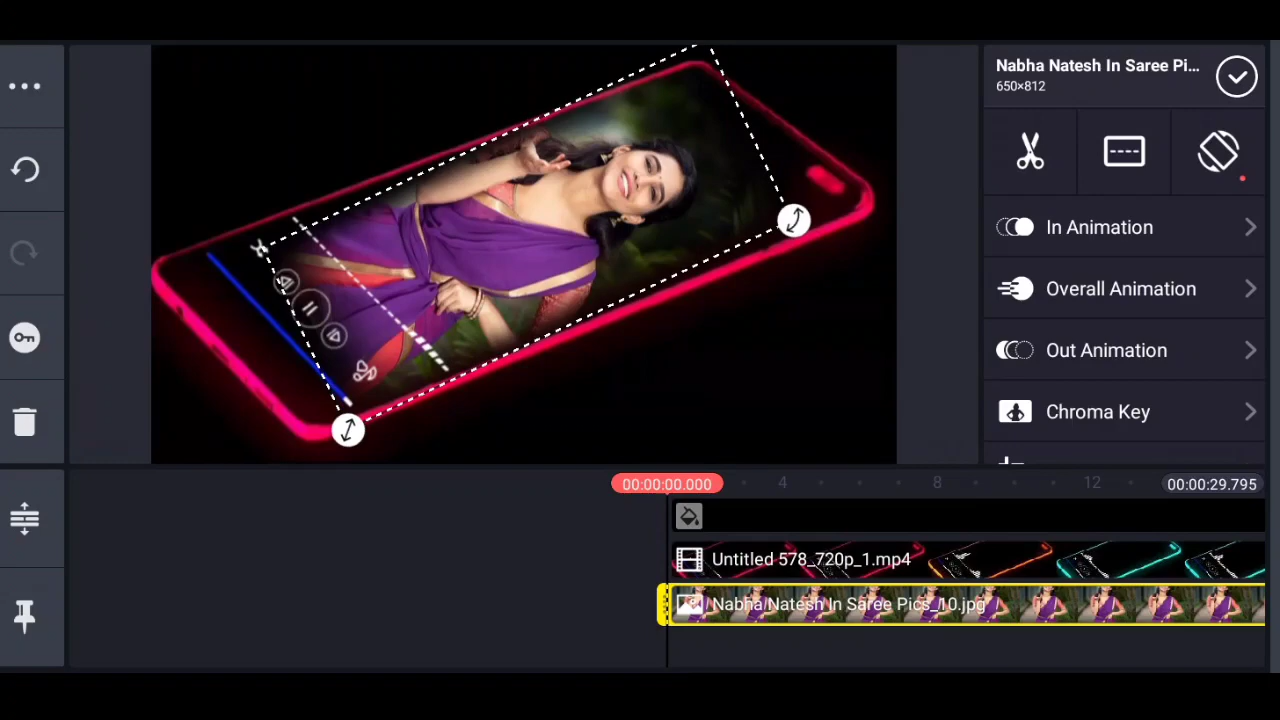 Nabha Natesh In Saree Pi...
650×812
In Animation
Overall Animation
Out Animation
Chroma Key
00:00:00.000
4
8
12
00:00:29.795
Untitled 578_720p_1.mp4
Nabha Natesh In Saree Pics_10.jpg